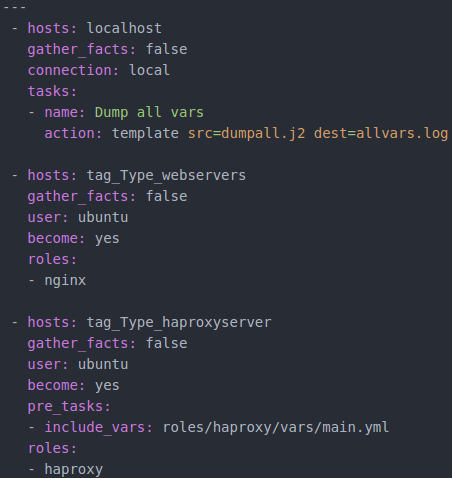 ---
 - hosts: localhost
   gather_facts: false
   connection: local
   tasks:
   - name: Dump all vars
     action: template src=dumpall.j2 dest=allvars.log

 - hosts: tag_Type_webservers
   gather_facts: false
   user: ubuntu
   become: yes
   roles:
   - nginx

 - hosts: tag_Type_haproxyserver
   gather_facts: false
   user: ubuntu
   become: yes
   pre_tasks:
   - include_vars: roles/haproxy/vars/main.yml
   roles:
   - haproxy